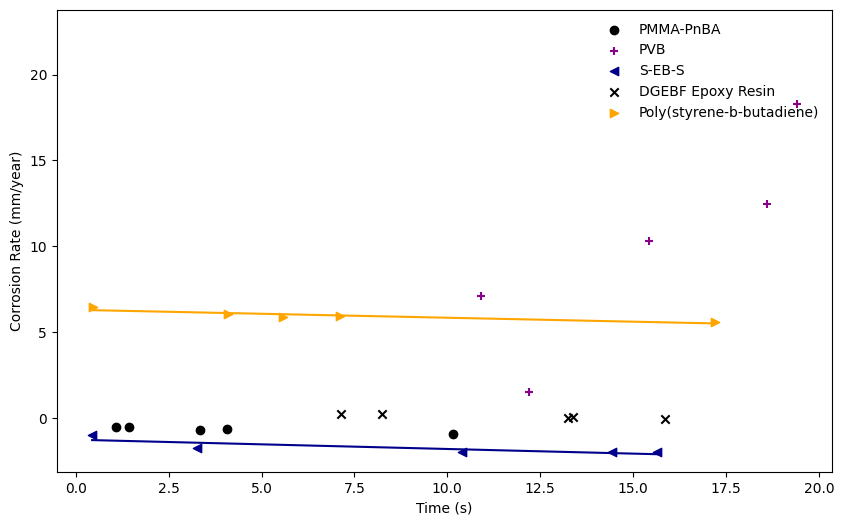 PMMA-PnBA
PVB
S-EB-S
DGEBF Epoxy Resin
Poly(styrene-b-butadiene)
Corrosion Rate (mm/year)
20
15
10
5
0
0.0 2.5 5.0 7.5 10.0 12.5 15.0 17.5 20.0
Time (s)